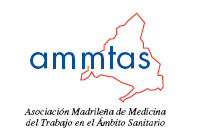 ammtas
Asociación Madrileña de Medicina
del Trabajo en el Ámbito Sanitario